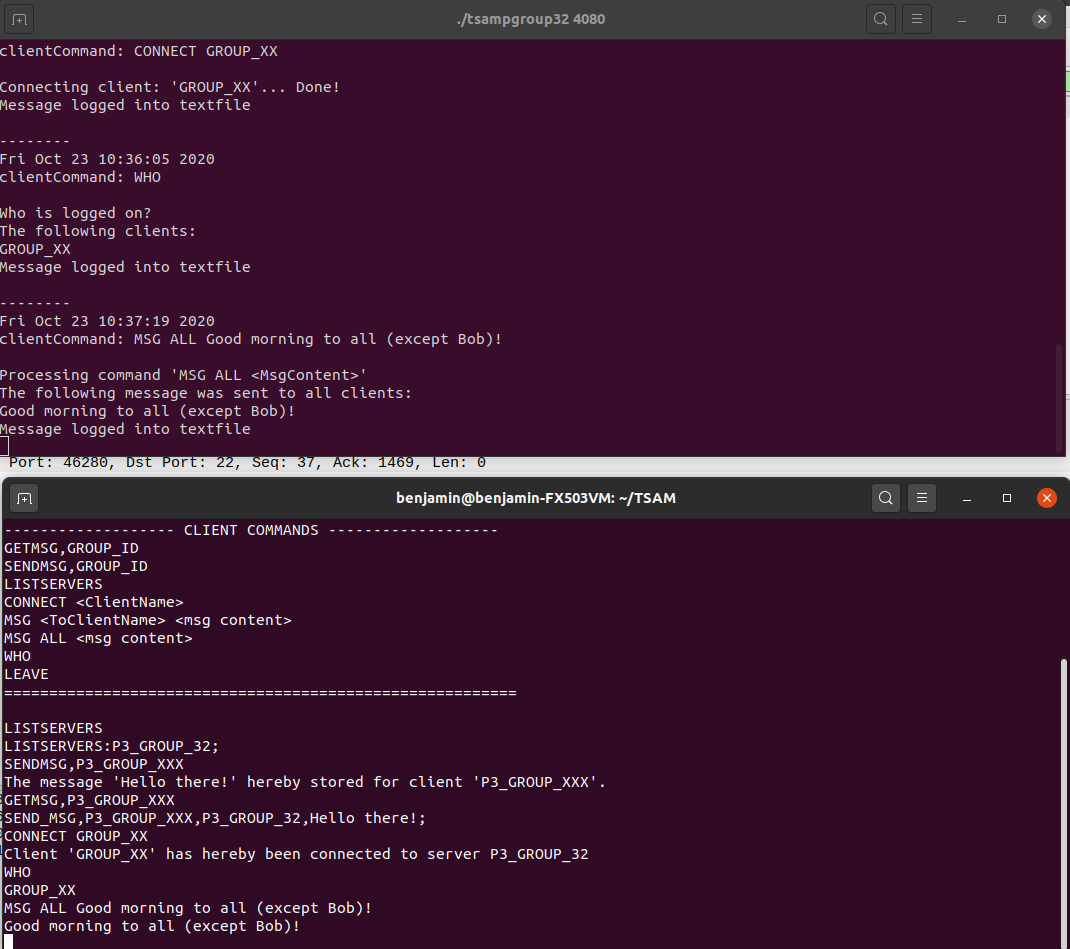 ./tsampgroup32 4080
clientCommand: CONNECT GROUP_XX
Connecting client: 'GROUP_XX'... Done!
Message logged into textfile
--------
Fri Oct 23 10:36:05 2020
clientCommand: WHO
Who is logged on?
The following clients:
GROUP_XX
Message logged into textfile
--------
Fri Oct 23 10:37:19 2020
clientCommand: MSG ALL Good morning to all (except Bob)!
Processing command 'MSG ALL <MsgContent>'
The following message was sent to all clients:
Good morning to all (except Bob)!
Message logged into textfile
Port: 46280, Dst Port: 22, Seq: 37, Ack: 1469, Len: 0
benjamin@benjamin-FX503VM: ~/TSAM
------------------- CLIENT COMMANDS -------------------
GETMSG,GROUP_ID
SENDMSG,GROUP_ID
LISTSERVERS
CONNECT <ClientName>
MSG <ToClientName> <msg content>
MSG ALL <msg content>
WHO
LEAVE
=========================================================
LISTSERVERS
LISTSERVERS:P3_GROUP_32;
SENDMSG,P3_GROUP_XXX
The message 'Hello there!' hereby stored for client 'P3_GROUP_XXX'.
GETMSG,P3_GROUP_XXX
SEND_MSG,P3_GROUP_XXX,P3_GROUP_32,Hello there!;
CONNECT GROUP_XX
Client 'GROUP_XX' has hereby been connected to server P3_GROUP_32
WHO
GROUP_XX
MSG ALL Good morning to all (except Bob)!
Good morning to all (except Bob)!